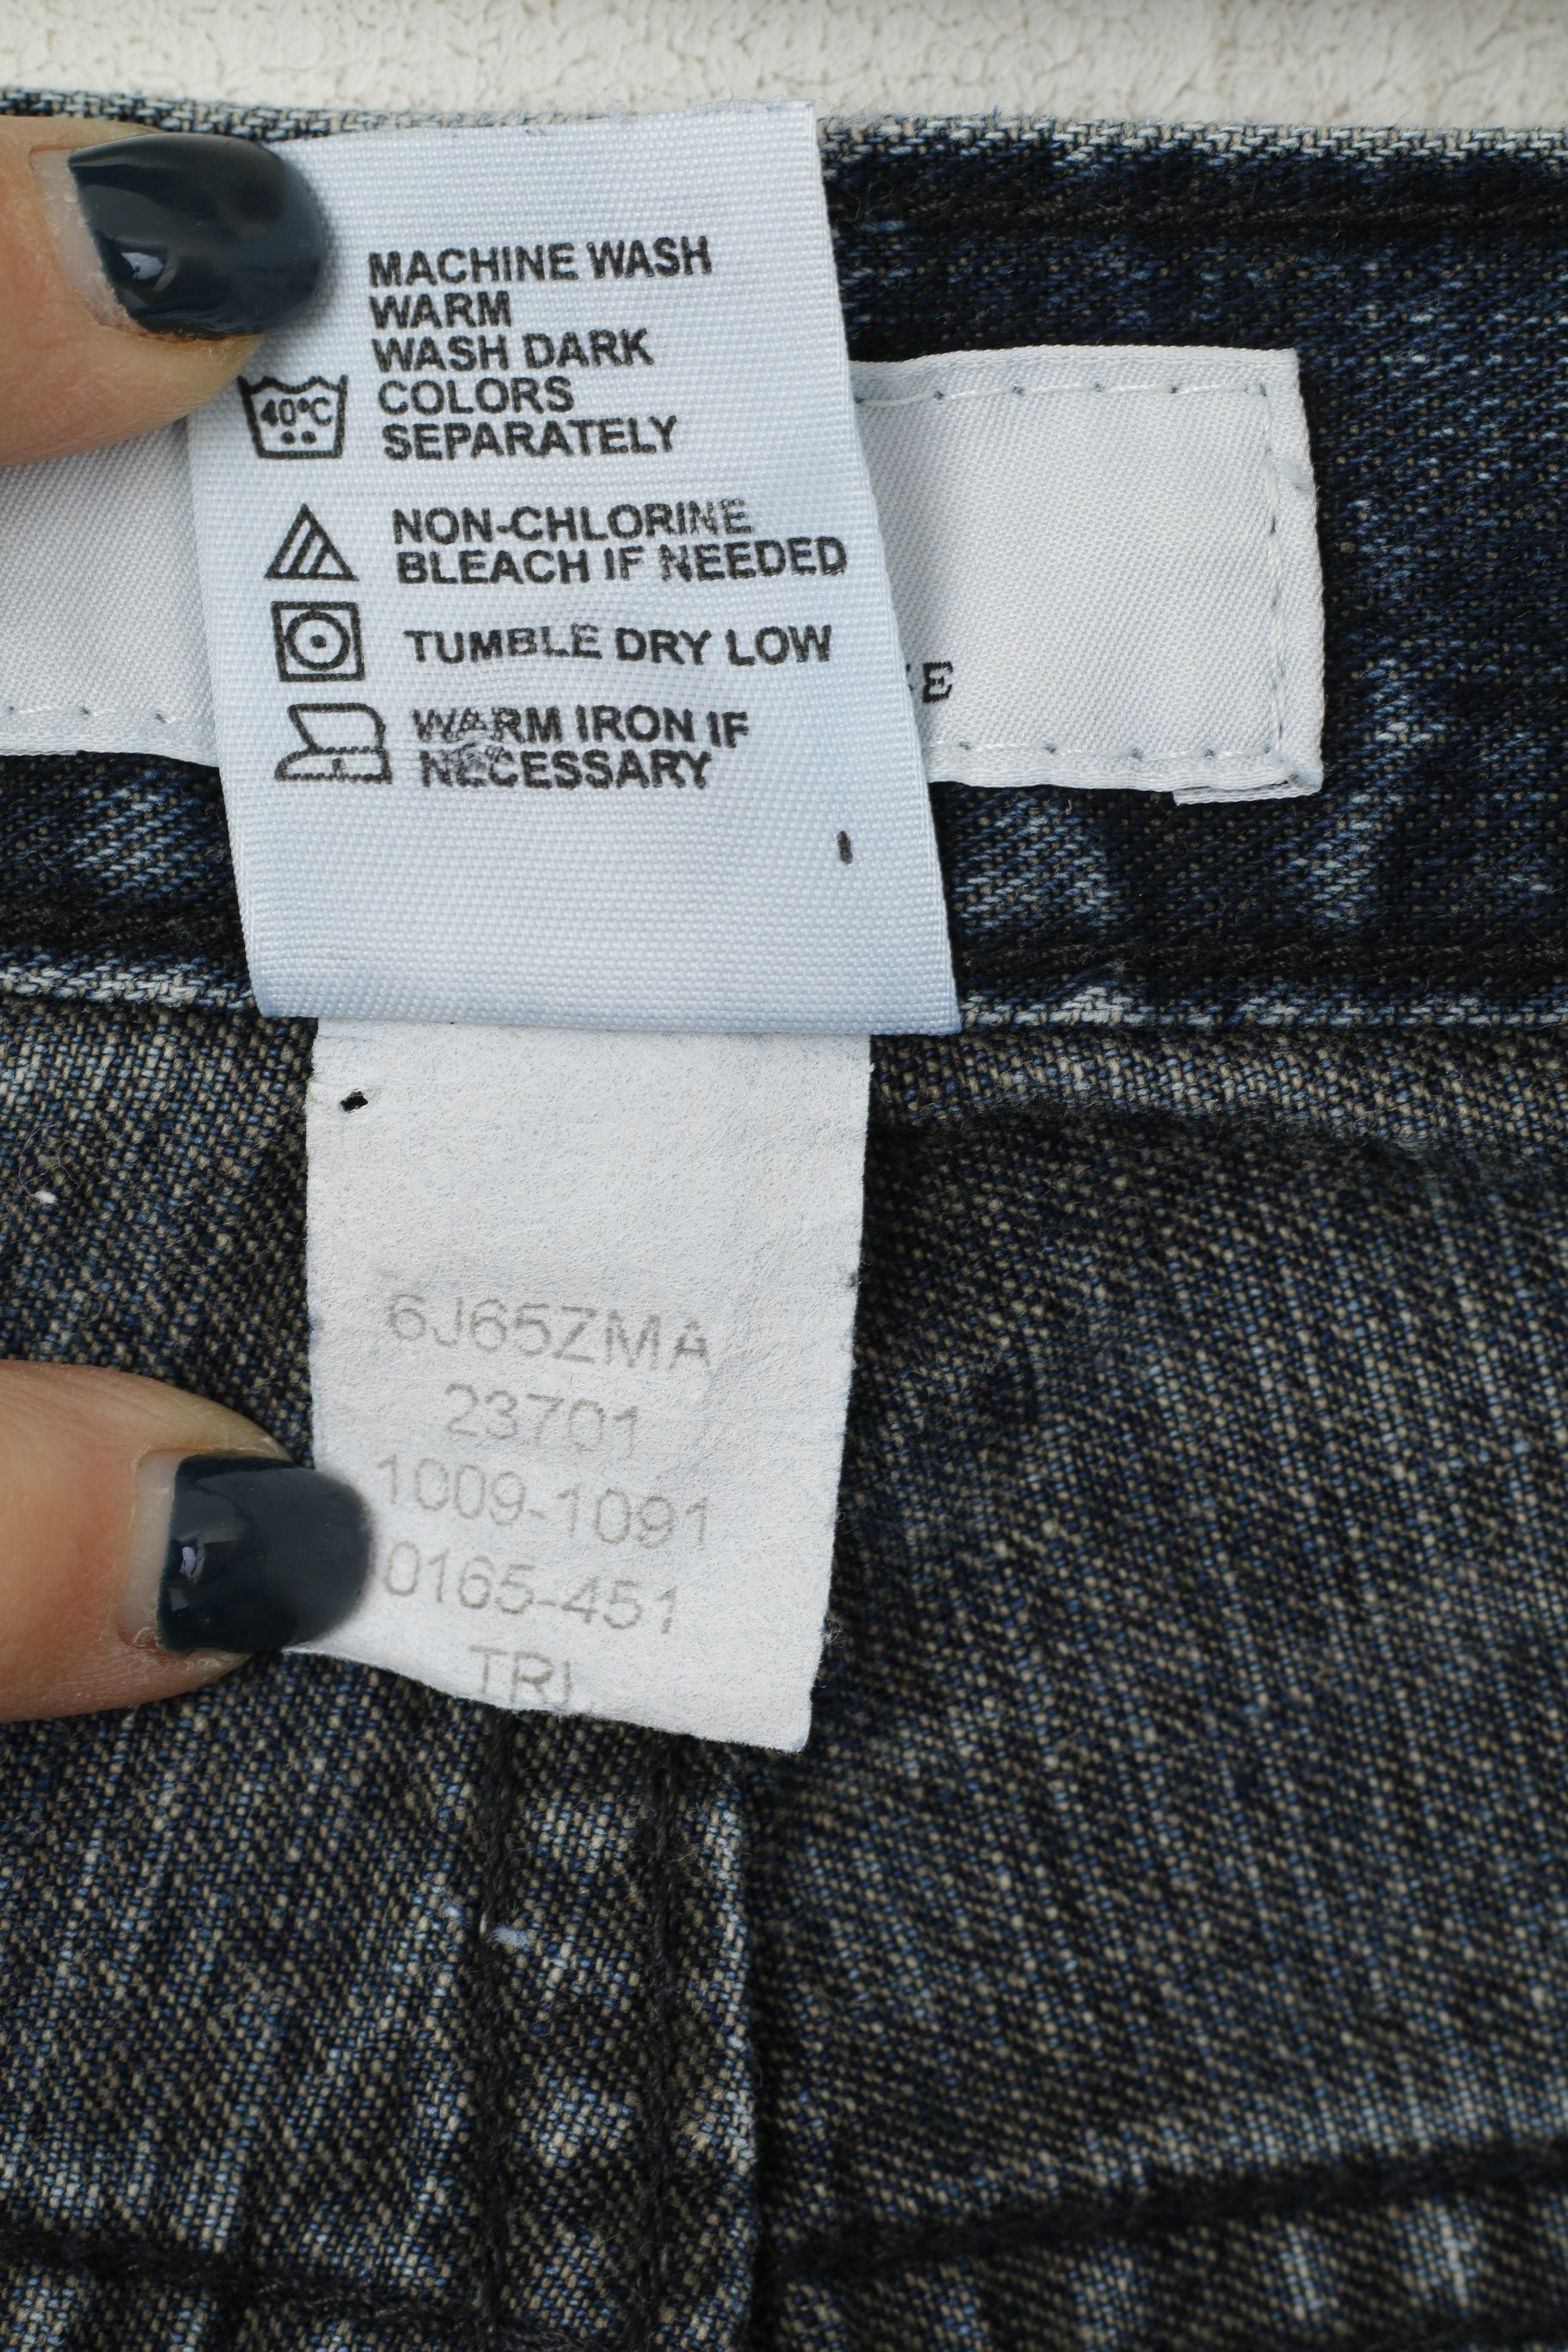 MACHINE WASH
WARM
WASH DARK
COLORS
SEPARATELY
40°C
NON-CHLORINE
BLEACH IF NEEDED
TUMBLE DRY LOW
WARM IRON IF
NECESSARY
E
6J65ZMA
23701
1009-1091
0165-451
TRL